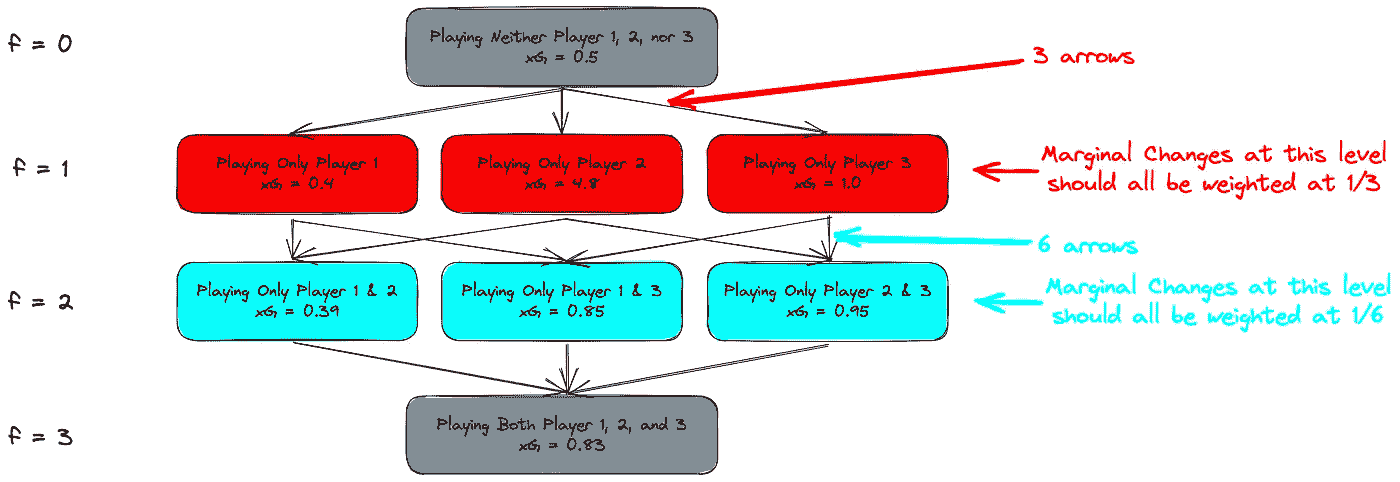 f = 0
Playing Neither Player 1, 2, nor 3
xG, = 0.5
3 arrows
f = 1
Playing Only Player 1
xG, = 0.4
Playing Only Player 2
xG, = 4.8
Playing Only Player 3
xG, = 1.0
Marginal Changes at this level
should all be weighted at 1/3
6 arrows
f = 2
Playing Only Player 1 & 2
xG, = 0.39
Playing Only Player 1 & 3
xG, = 0.85
Playing Only Player 2 & 3
xG, = 0.95
Marginal Changes at this level
should all be weighted at 1/6
f = 3
Playing Both Player 1, 2, and 3
xG, = 0.83